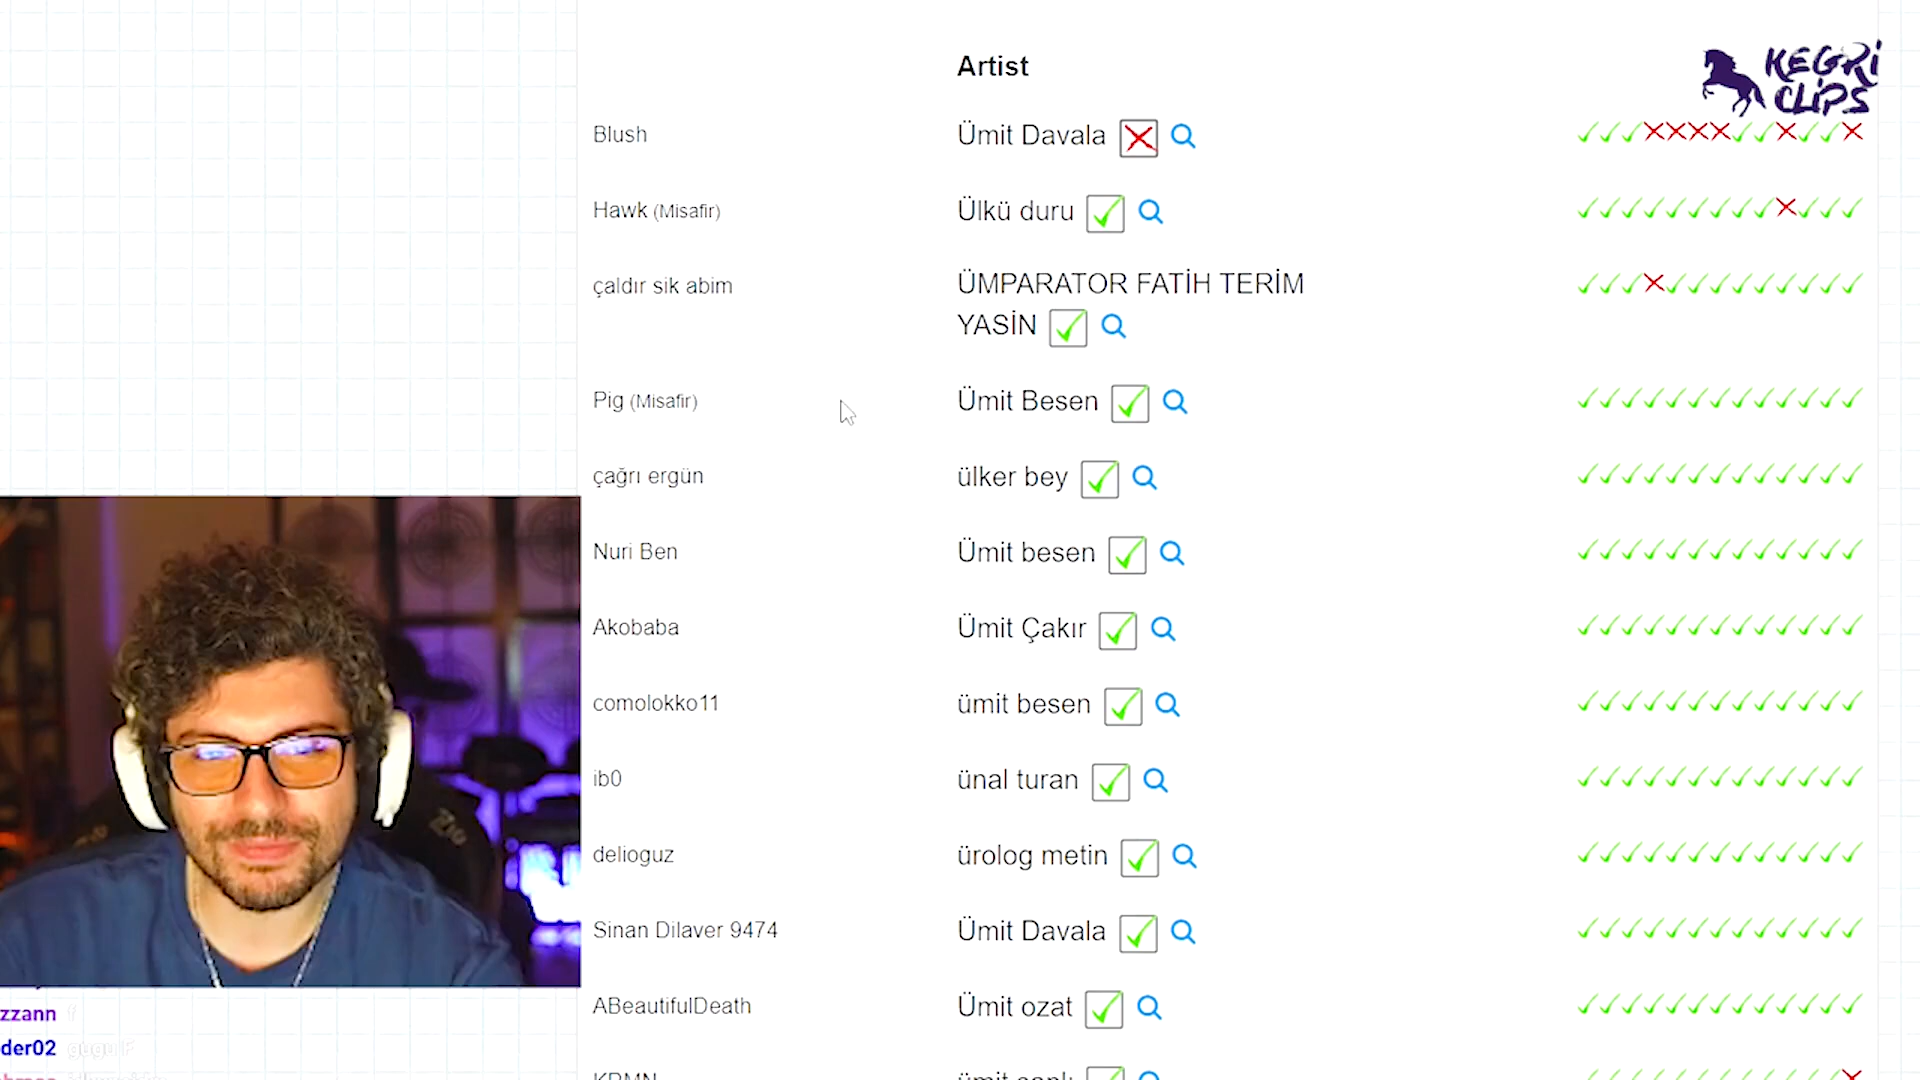 Artist
KEGRİ
CLIPS
Blush
Ümit Davala
Hawk (Misafir)
Ülkü duru
çaldır sik abim
ÜMPARATOR FATİH TERİM
YASİN
Pig (Misafir)
Ümit Besen
çağrı ergün
ülker bey
Nuri Ben
Ümit besen
Akobaba
Ümit Çakır
comolokko11
ümit besen
ib0
ünal turan
delioguz
ürolog metin
Sinan Dilaver 9474
Ümit Davala
ABeautifulDeath
Ümit ozat
zzann f
der02 gugu F